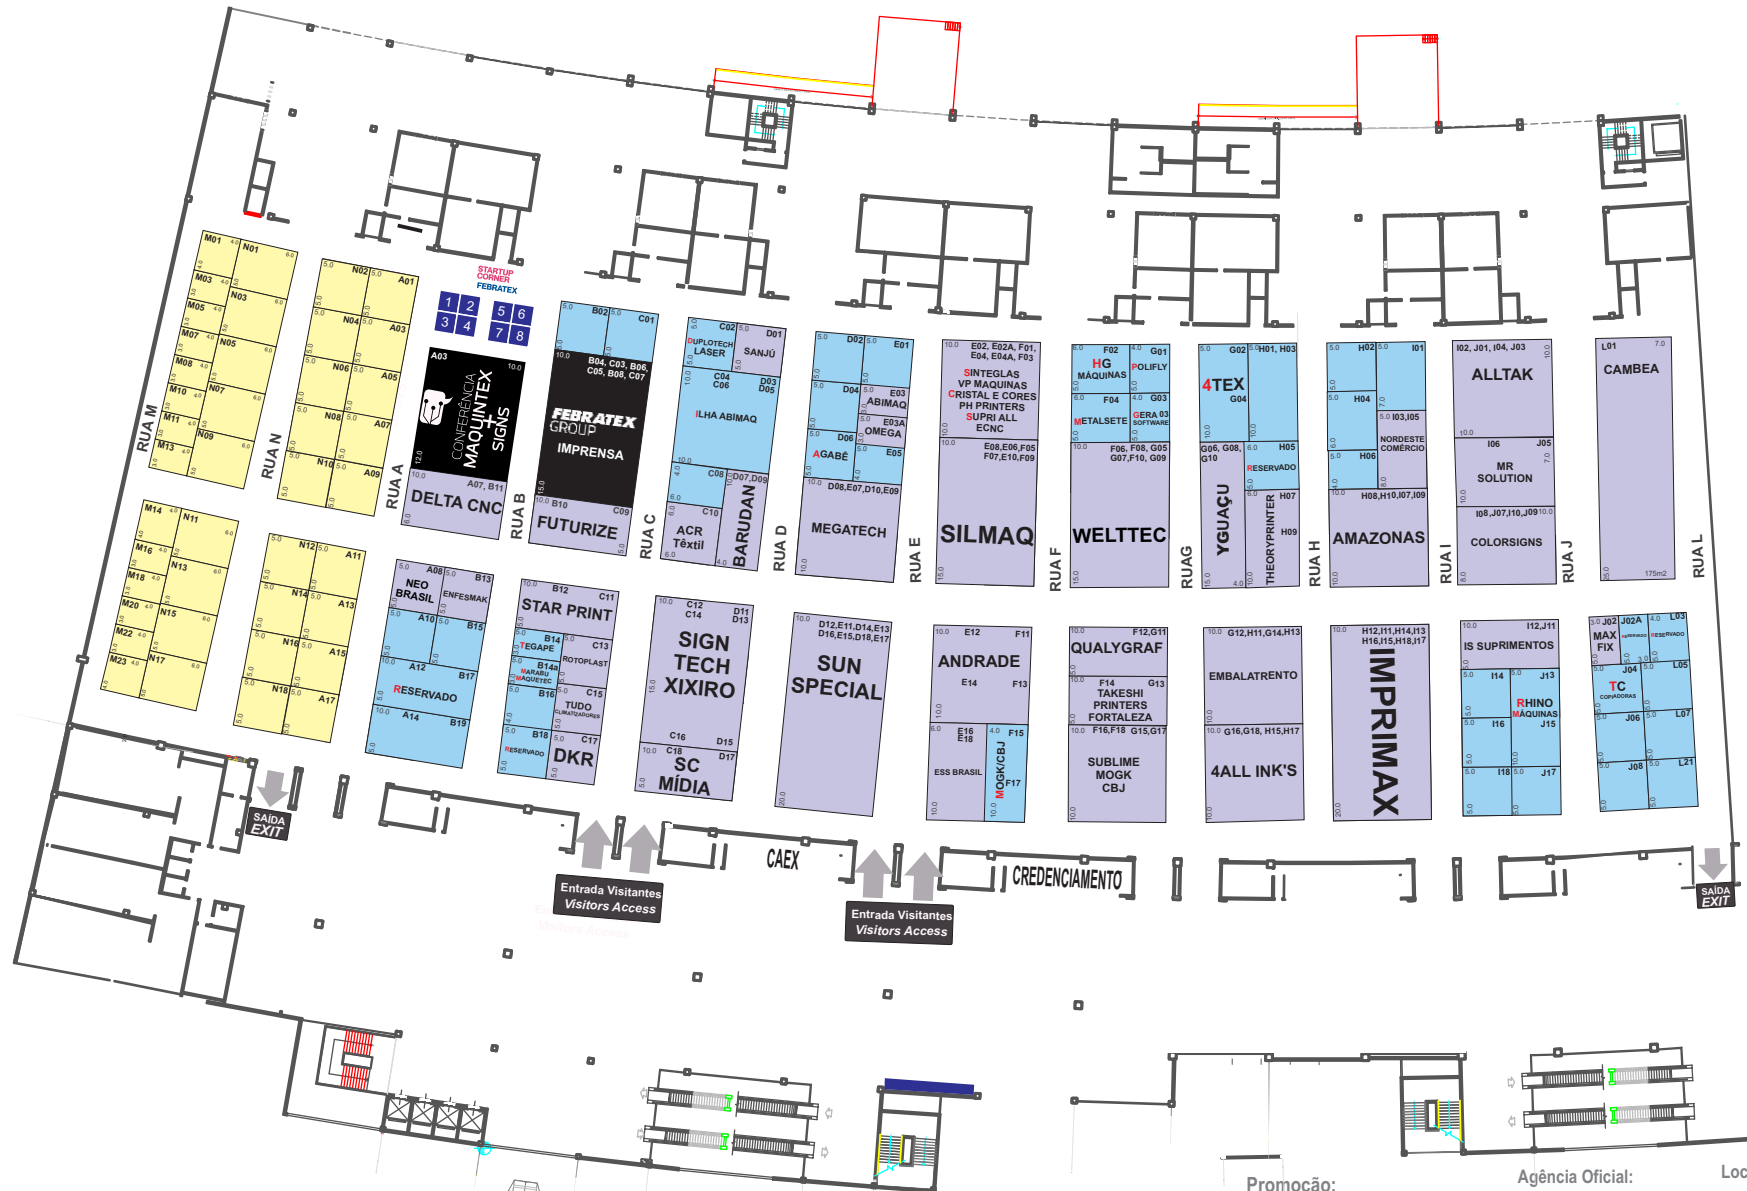 STARTUP
CORNER
FEBRATEX
1 2 5 6
3 4 7 8
M01 N01
M03 N03
M05
M07 N05
M08
M10 N07
M11
M13 N09
N02 A01
N04 A03
N06 A05
N08 A07
N10 A09
A03
CONFERÊNCIA
MAQUINTEX
+
SIGNS
A07, B11
DELTA CNC
B02 C01
B04, C03, B06,
C05, B08, C07
FEBRATEX
GROUP
IMPRENSA
B10 C09
FUTURIZE
C02 D01
DUPLOTECH
LASER
SANJÚ
C04 D03
C06 D05
ILHA ABIMAQ
C08 D07,D09
C10
ACR
Têxtil
BARUDAN
D02 E01
D04 E03
ABIMAQ
E03A
OMEGA
D06 E05
AGABÊ
D08,E07,D10,E09
MEGATECH
E02, E02A, F01,
E04, E04A, F03
SINTEGLAS
VP MAQUINAS
CRISTAL E CORES
PH PRINTERS
SUPRI ALL
ECNC
E08,E06,F05
F07,E10,F09
SILMAQ
F02 G01
HG
MÁQUINAS
POLIFLY
F04 G03
METALSETE
GERA 03
SOFTWARE
F06, F08, G05
G07,F10, G09
WELTTEC
G02 H01, H03
4TEX
G04
H05
RESERVADO
G06, G08,
G10
YGUAÇU
H07
H09
THEORYPRINTER
H02 I01
H04
I03,I05
NORDESTE
COMÉRCIO
H06
H08,H10,I07,I09
AMAZONAS
I02, J01, I04, J03
ALLTAK
I06 J05
MR
SOLUTION
I08,J07,I10,J09
COLORSIGNS
L01
CAMBEA
175m2
RUA M
RUA N
RUA A
RUA B
RUA C
RUA D
RUA E
RUA F
RUAG
RUA H
RUA I
RUA J
RUA L
M14 N11
M16
M18 N13
M20 N15
M22
M23 N17
N12 A11
N14 A13
N16 A15
N18 A17
A08 B13
NEO
BRASIL
ENFESMAK
A10 B15
A12 B17
RESERVADO
A14 B19
B12 C11
STAR PRINT
B14 C13
TEGAPE
ROTOPLAST
B14a
MARABU
MAQUETEC
B16 C15
TUDO
CLIMATIZADORES
B18 C17
RESERVADO
DKR
C12 D11
C14 D13
SIGN
TECH
XIXIRO
C16 D15
C18 D17
SC
MÍDIA
D12,E11,D14,E13
D16,E15,D18,E17
SUN
SPECIAL
E12 F11
ANDRADE
E14 F13
E16
E18
ESS BRASIL
F15
F17
MOGK/CBJ
F12,G11
QUALYGRAF
F14 G13
TAKESHI
PRINTERS
FORTALEZA
F16,F18 G15,G17
SUBLIME
MOGK
CBJ
G12,H11,G14,H13
EMBALATRENTO
G16,G18, H15,H17
4ALL INK'S
H12,I11,H14,I13
H16,I15,H18,I17
IMPRIMAX
I12,J11
IS SUPRIMENTOS
I14 J13
RHINO
MÁQUINAS
I16 J15
I18 J17
J02 J02A L03
MAX
FIX
RESERVADO
J04 L05
TC
COPIADORAS
J06 L07
J08 L21
SAÍDA
EXIT
CAEX
CREDENCIAMENTO
Entrada Visitantes
Visitors Access
Entrada Visitantes
Visitors Access
SAÍDA
EXIT
Promoção:
Agência Oficial:
Loc